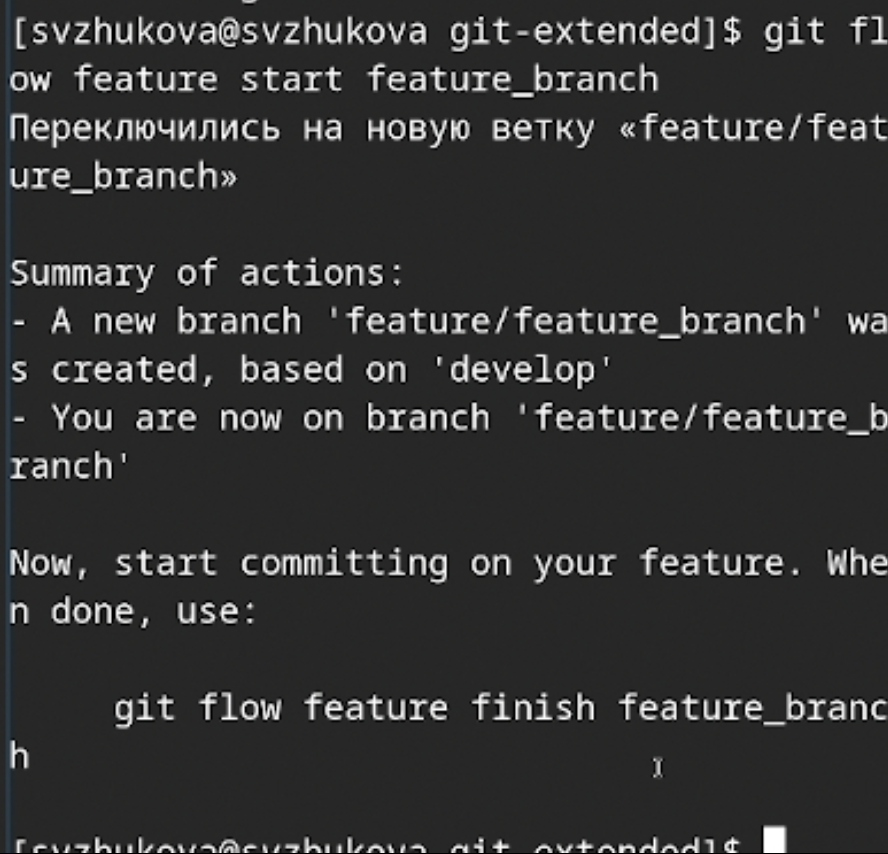 [svzhukova@svzhukova git-extended]$ git fl
ow feature start feature_branch
Переключились на новую ветку «feature/feat
ure_branch»
Summary of actions:
- A new branch 'feature/feature_branch' wa
s created, based on 'develop'
- You are now on branch 'feature/feature_b
ranch'
Now, start committing on your feature. Whe
n done, use:
git flow feature finish feature_branc
h
[svzhukova@svzhukova git-extended]$